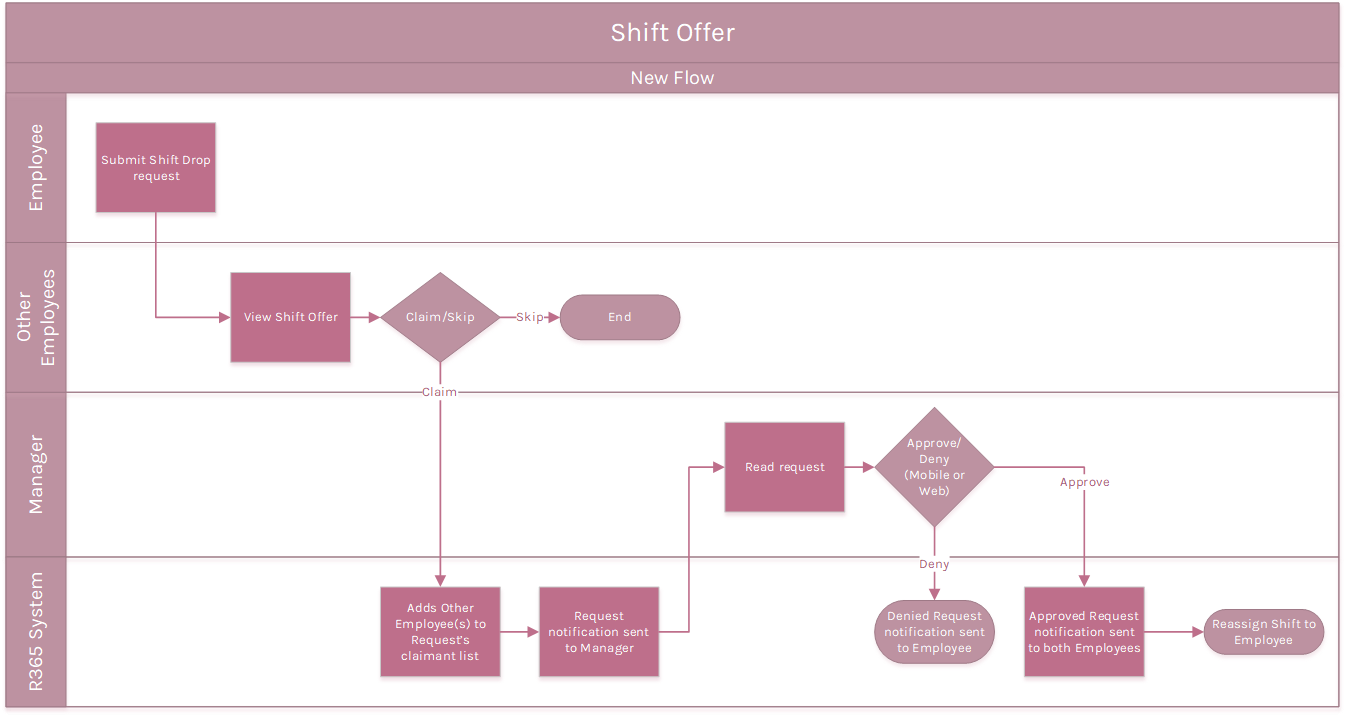 Shift Offer
New Flow
Employee
Submit Shift Drop
request
Other
Employees
View Shift Offer
Claim/Skip
Skip
End
Claim
Manager
Read request
Approve/
Deny
(Mobile or
Web)
Approve
Deny
R365 System
Adds Other
Employee(s) to
Request's
claimant list
Request
notification sent
to Manager
Denied Request
notification sent
to Employee
Approved Request
notification sent
to both Employees
Reassign Shift to
Employee